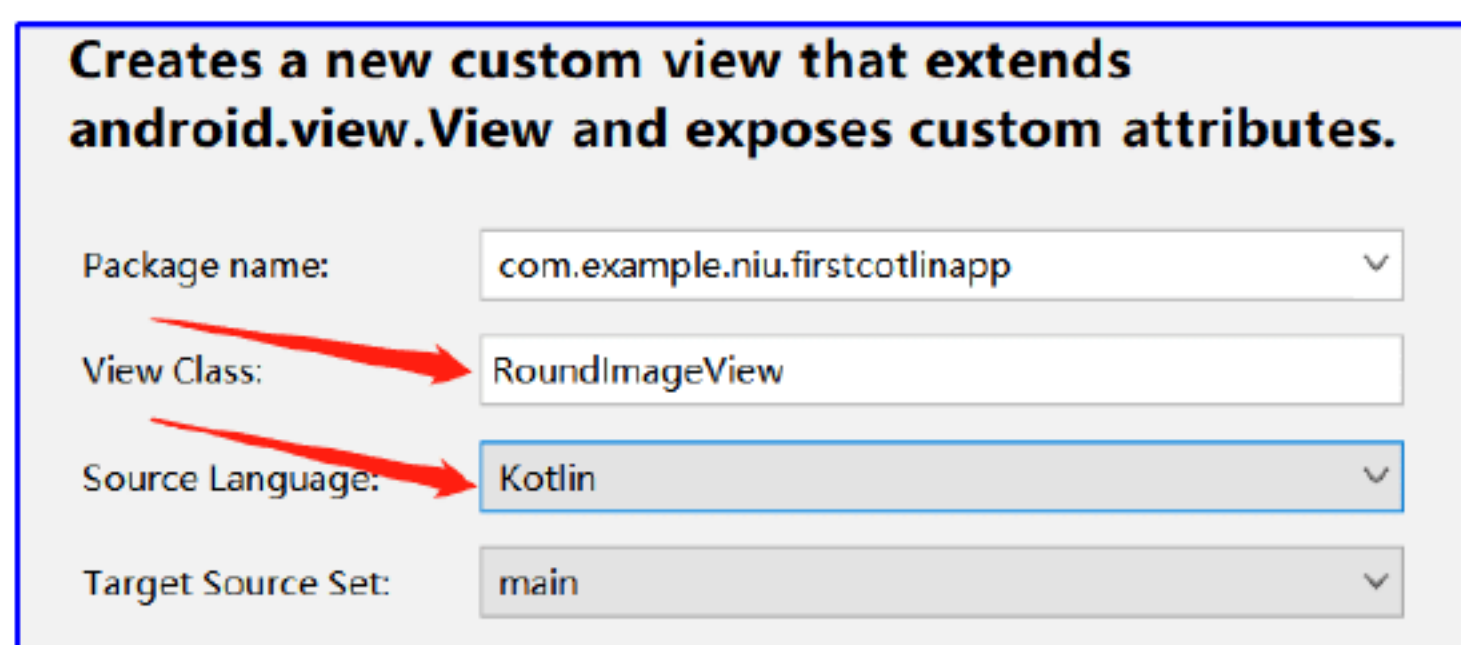 Creates a new custom view that extends
android.view.View and exposes custom attributes.
Package name: com.example.niu.firstcotlinapp
View Class: RoundImageView
Source Language: Kotlin
Target Source Set: main